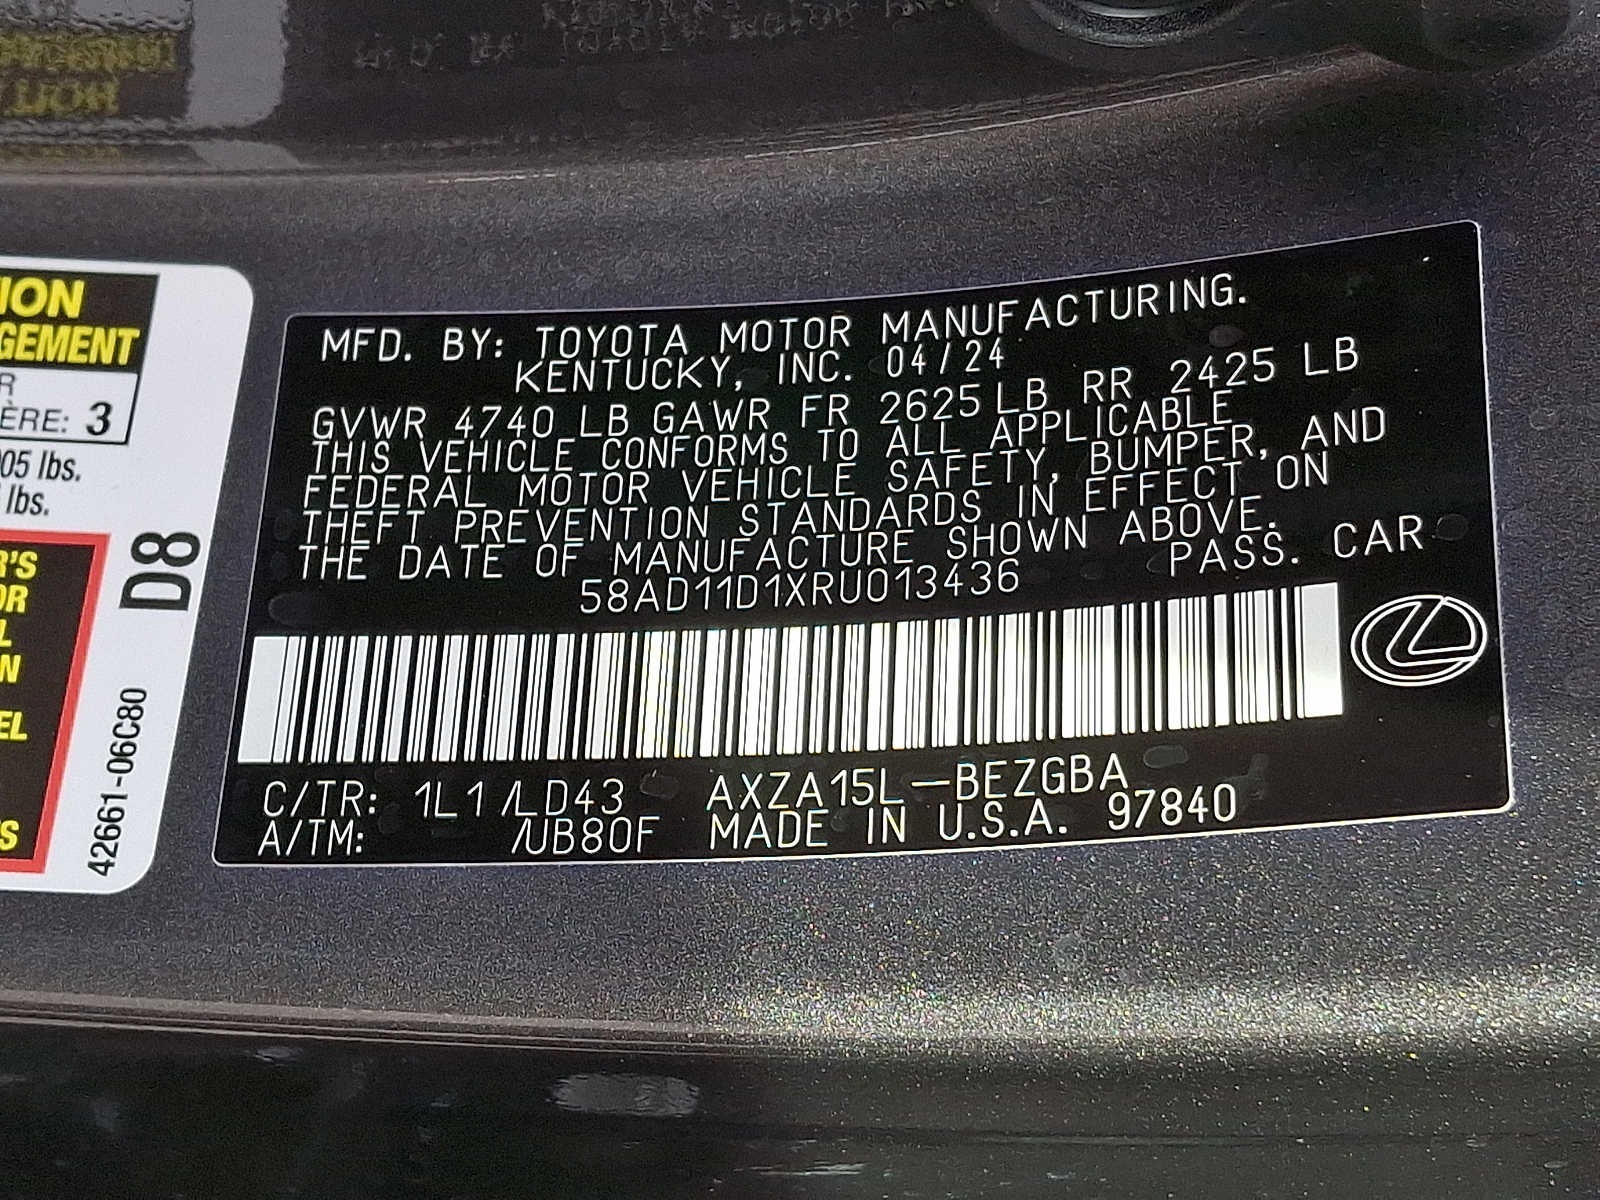 ION
GEMENT
R
ÈRE: 3
05 lbs.
lbs.
R'S
OR
L
N
EL
S
D8
42661-06C80
MFD. BY: TOYOTA MOTOR MANUFACTURING.
KENTUCKY, INC. 04/24
GVWR 4740 LB GAWR FR 2625 LB RR 2425 LB
THIS VEHICLE CONFORMS TO ALL APPLICABLE
FEDERAL MOTOR VEHICLE SAFETY, BUMPER, AND
THEFT PREVENTION STANDARDS IN EFFECT ON
THE DATE OF MANUFACTURE SHOWN ABOVE.
58AD11D1XRU013436 PASS. CAR
C/TR: 1L1/LD43 AXZA15L-BEZGBA
A/TM: /UB80F MADE IN U.S.A. 97840